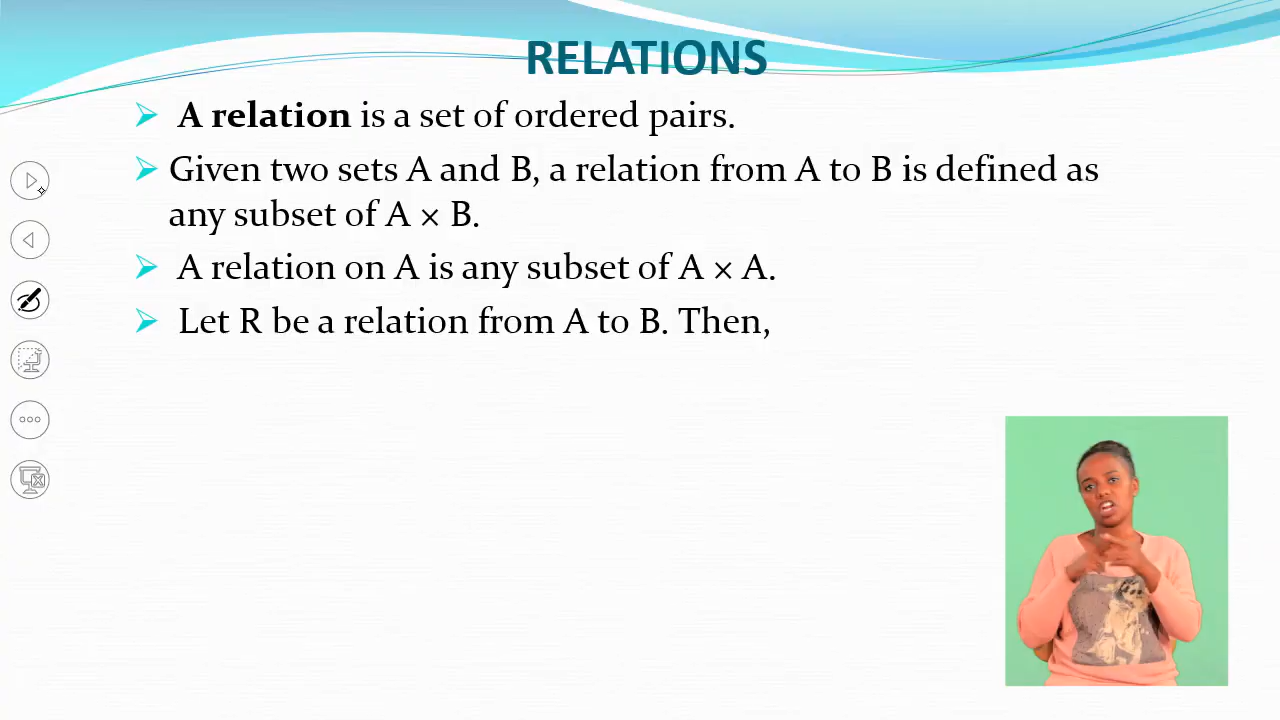 RELATIONS
A relation is a set of ordered pairs.
Given two sets A and B, a relation from A to B is defined as
any subset of A × B.
A relation on A is any subset of A × A.
Let R be a relation from A to B. Then,